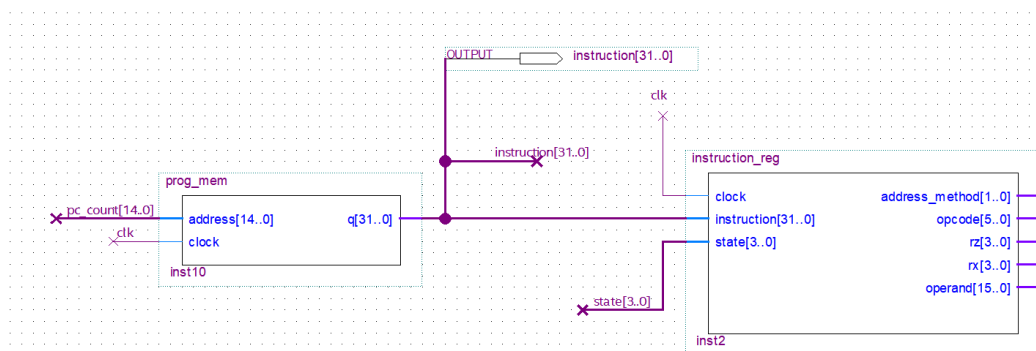 OUTPUT
instruction[31..0]
clk
instruction[31..0]
instruction_reg
prog_mem
clock
address_method[1..0]
pc_count[14..0]
address[14..0]
q[31..0]
instruction[31..0]
opcode[5..0]
clk
clock
state[3..0]
rz[3..0]
inst10
rx[3..0]
operand[15..0]
state[3..0]
inst2